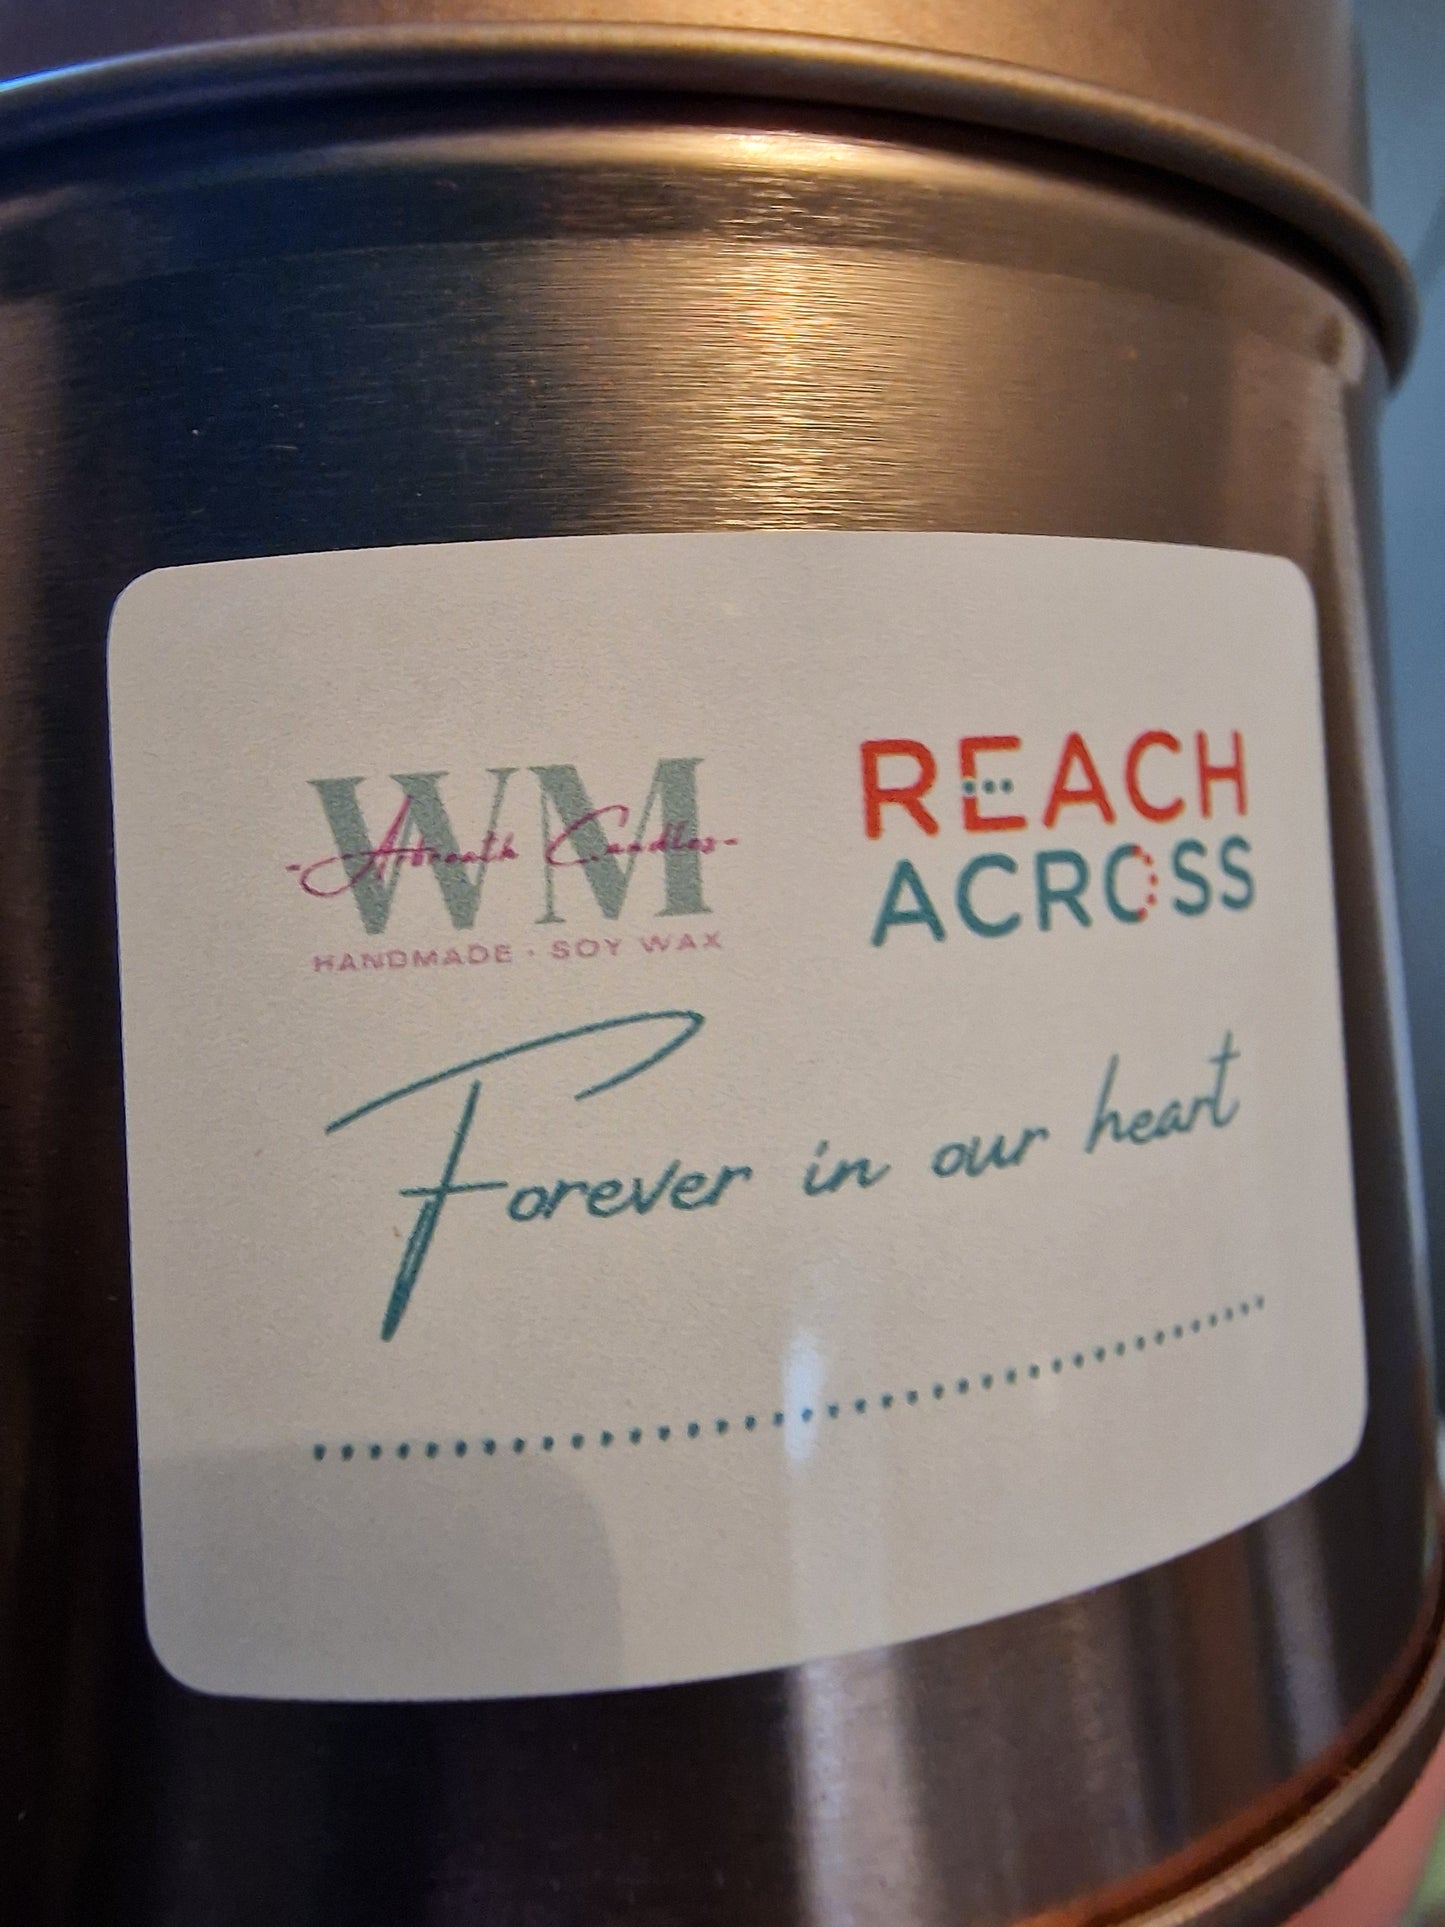 WM
-Arbroath Candles-
HANDMADE · SOY WAX
REACH
ACROSS
Forever in our heart